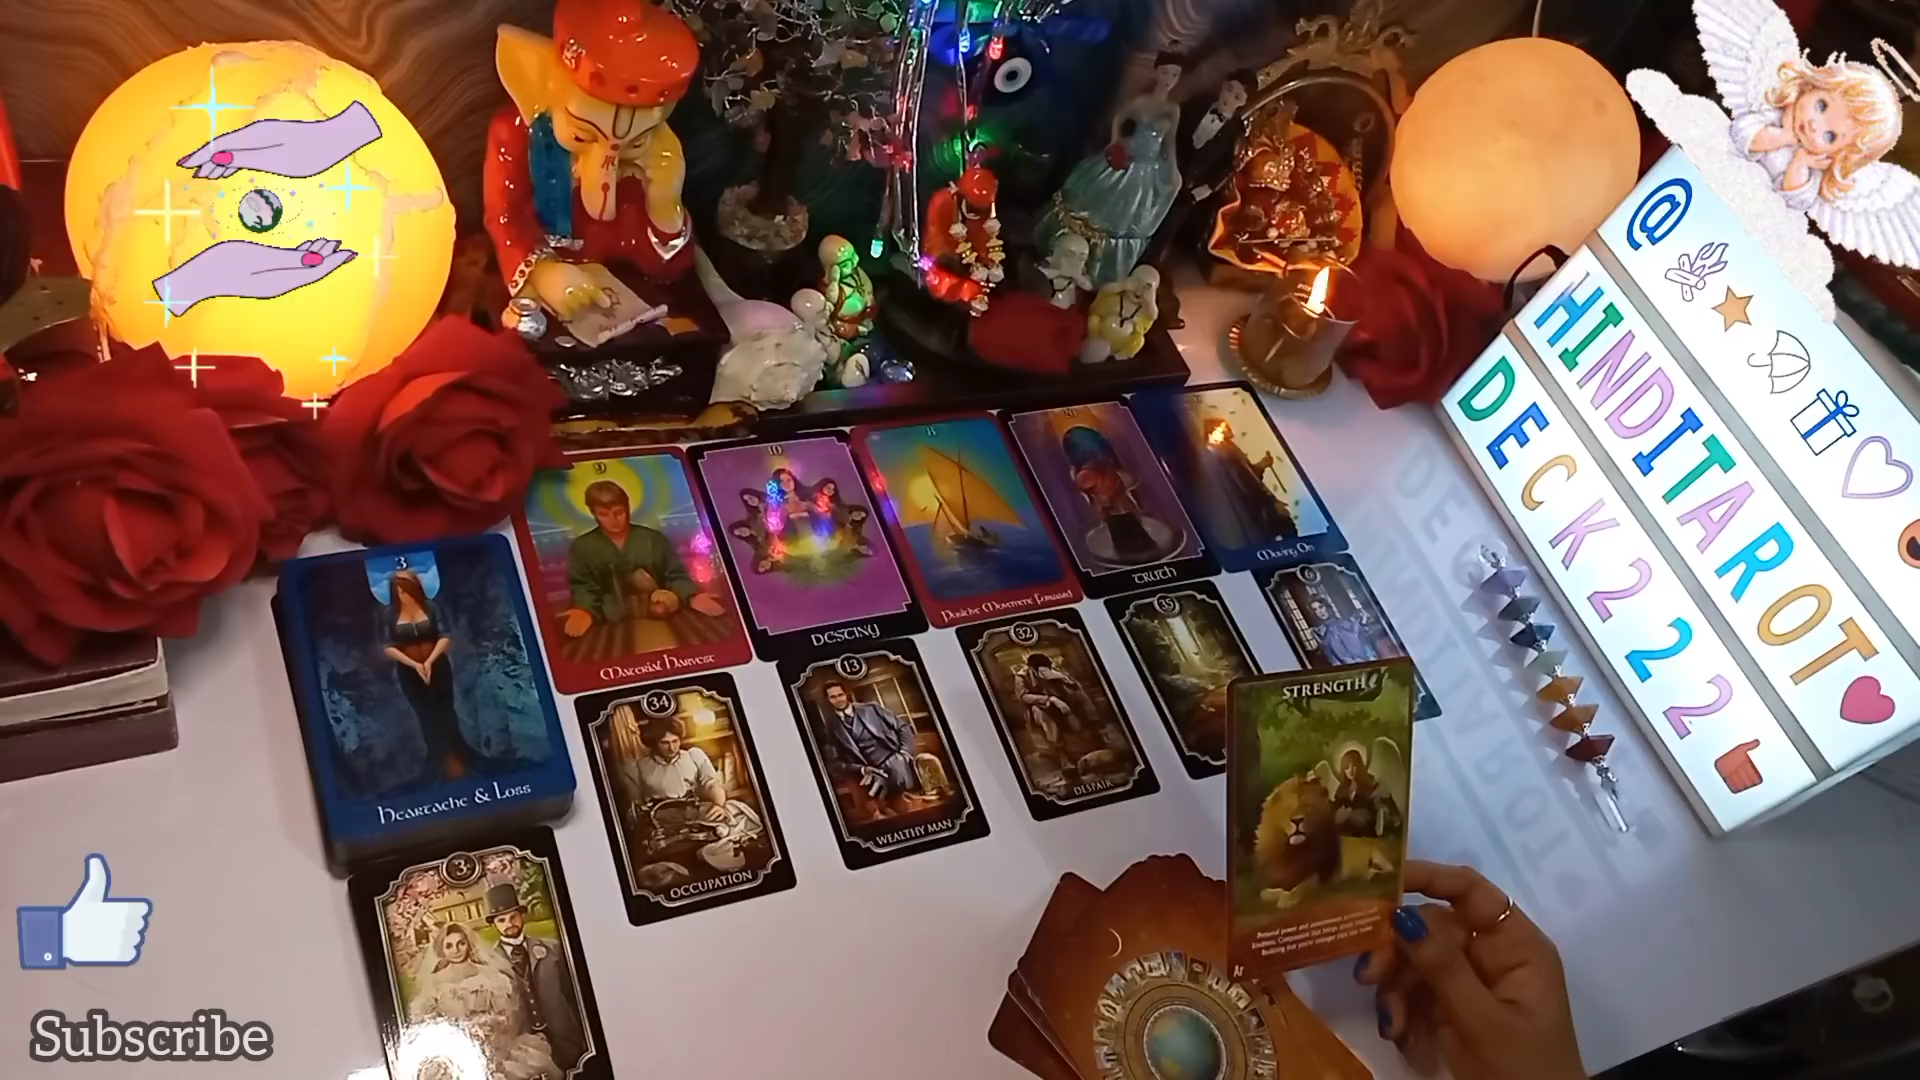 @
HINDITAROT
DECK222
9
Material Harvest
10
DESTINY
8
Positive Movement Forward
TRUTH
Moving On
3
Heartache & Loss
34
OCCUPATION
13
WEALTHY MAN
32
DESPAIR
35
6
STRENGTH
3
Subscribe